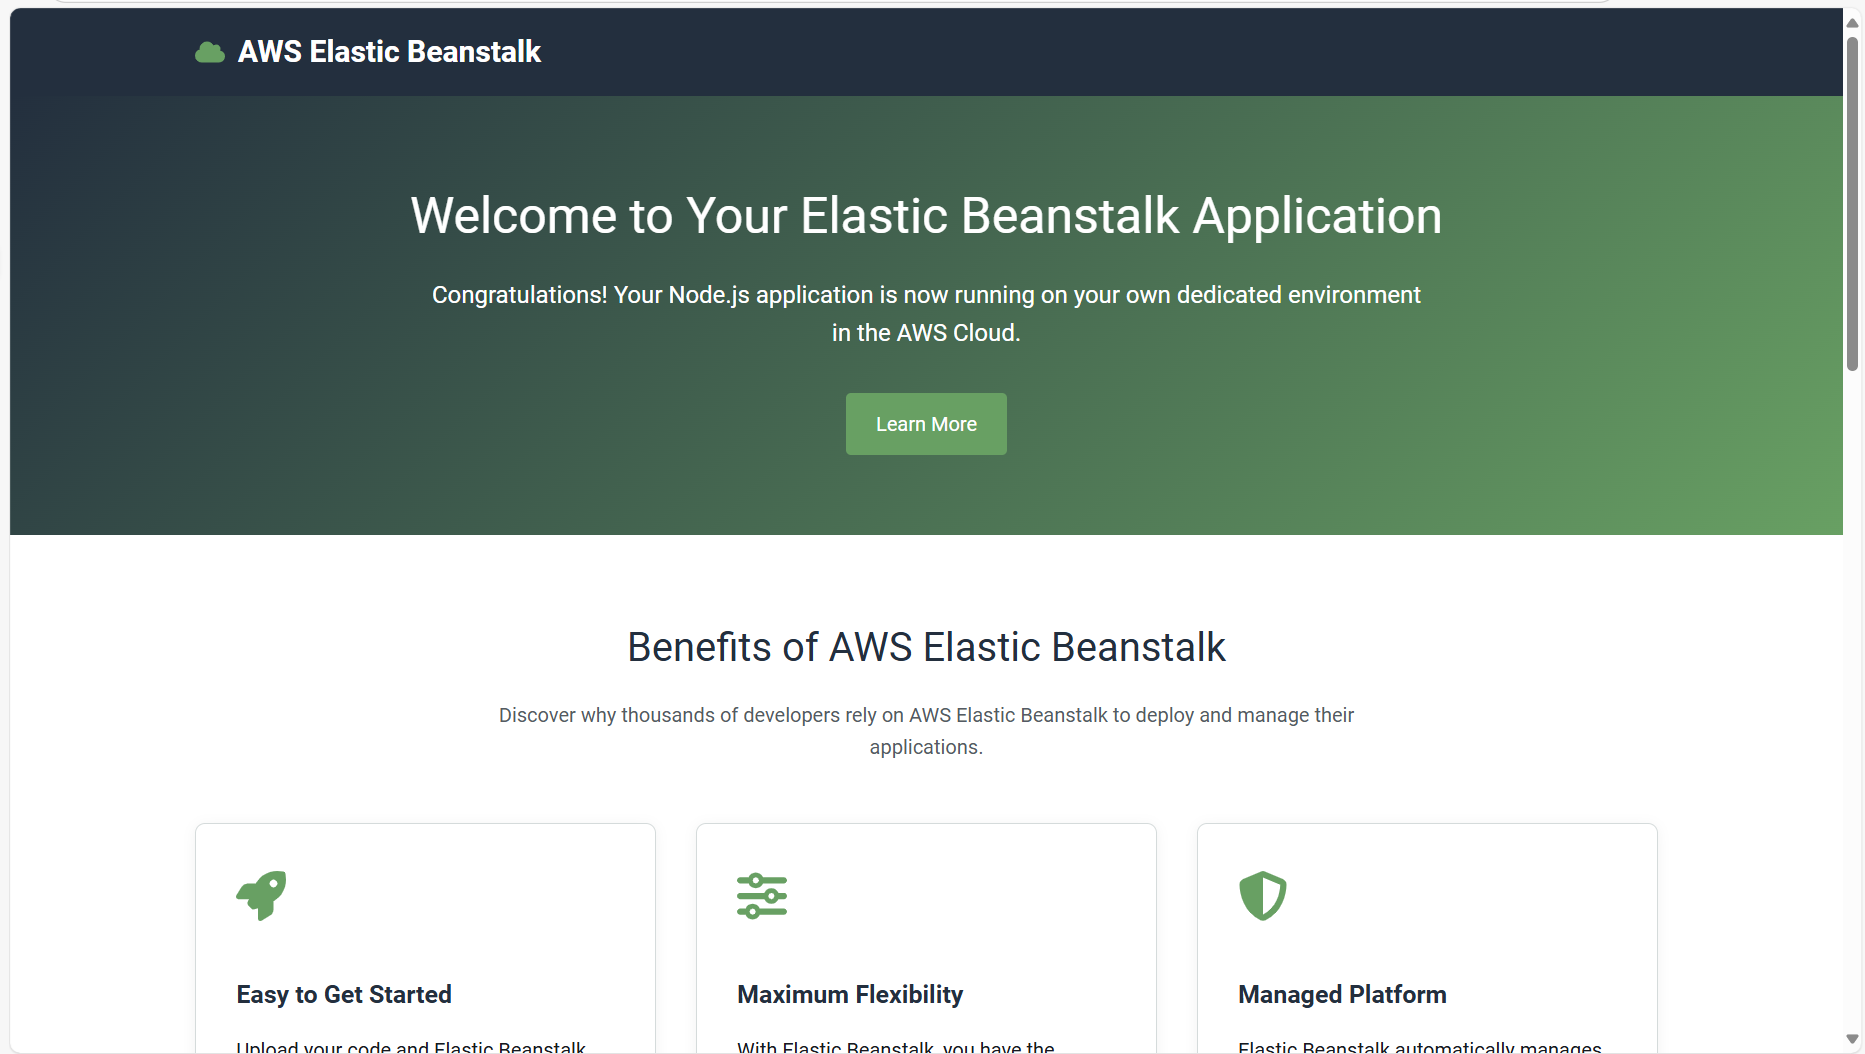 AWS Elastic Beanstalk
Welcome to Your Elastic Beanstalk Application
Congratulations! Your Node.js application is now running on your own dedicated environment
in the AWS Cloud.
Learn More
Benefits of AWS Elastic Beanstalk
Discover why thousands of developers rely on AWS Elastic Beanstalk to deploy and manage their
applications.
Easy to Get Started
Upload your code and Elastic Beanstalk
Maximum Flexibility
With Elastic Beanstalk, you have the
Managed Platform
Elastic Beanstalk automatically manages